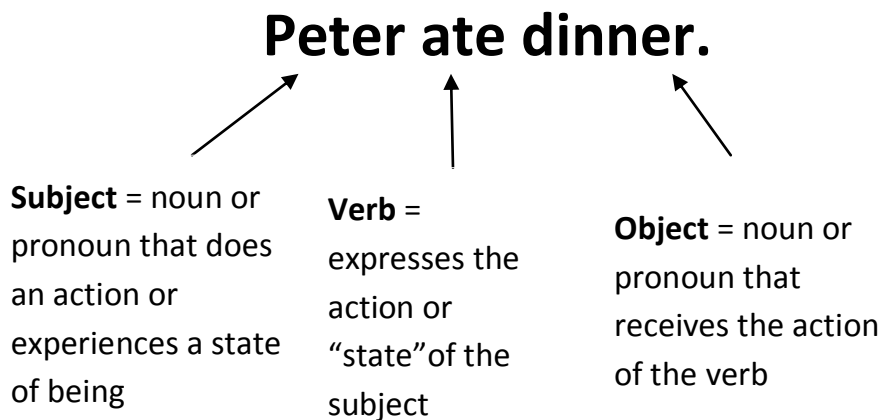 Peter ate dinner.
Subject = noun or
pronoun that does
an action or
experiences a state
of being
Verb =
expresses the
action or
“state”of the
subject
Object = noun or
pronoun that
receives the action
of the verb